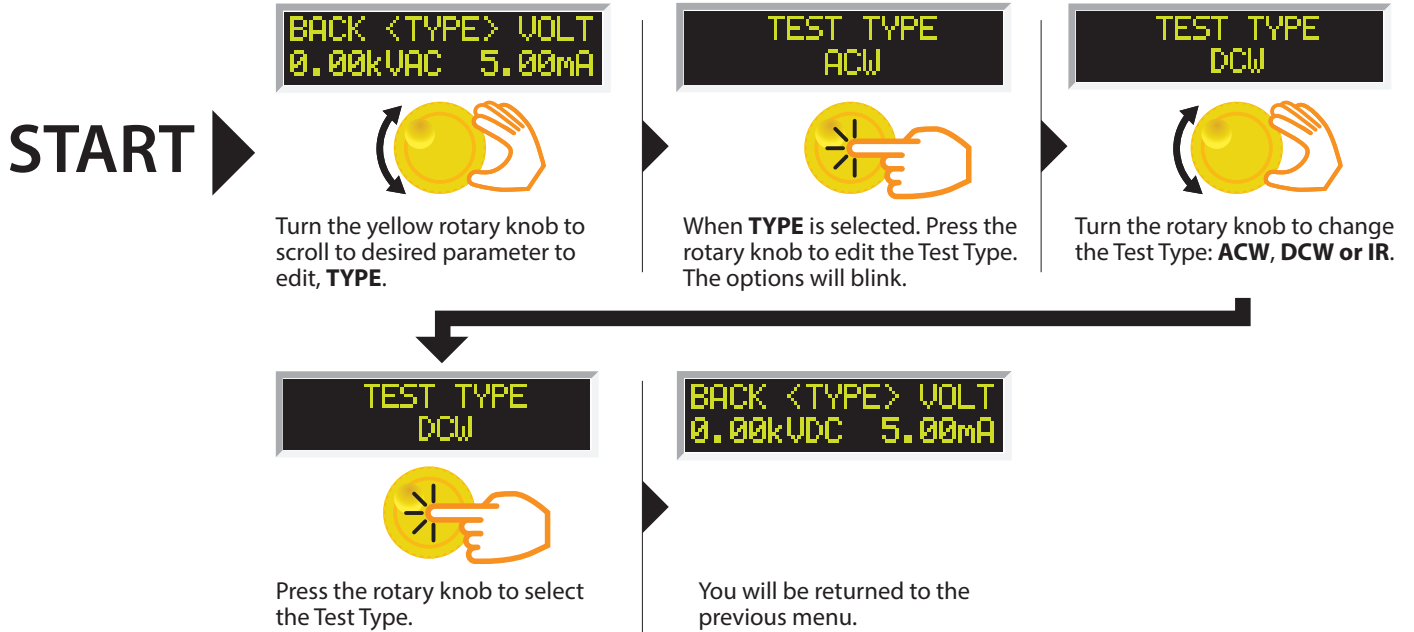 START
BACK <TYPE> VOLT
0.00kVAC 5.00mA
Turn the yellow rotary knob to
scroll to desired parameter to
edit, TYPE.
TEST TYPE
ACW
When TYPE is selected. Press the
rotary knob to edit the Test Type.
The options will blink.
TEST TYPE
DCW
Turn the rotary knob to change
the Test Type: ACW, DCW or IR.
TEST TYPE
DCW
Press the rotary knob to select
the Test Type.
BACK <TYPE> VOLT
0.00kVDC 5.00mA
You will be returned to the
previous menu.